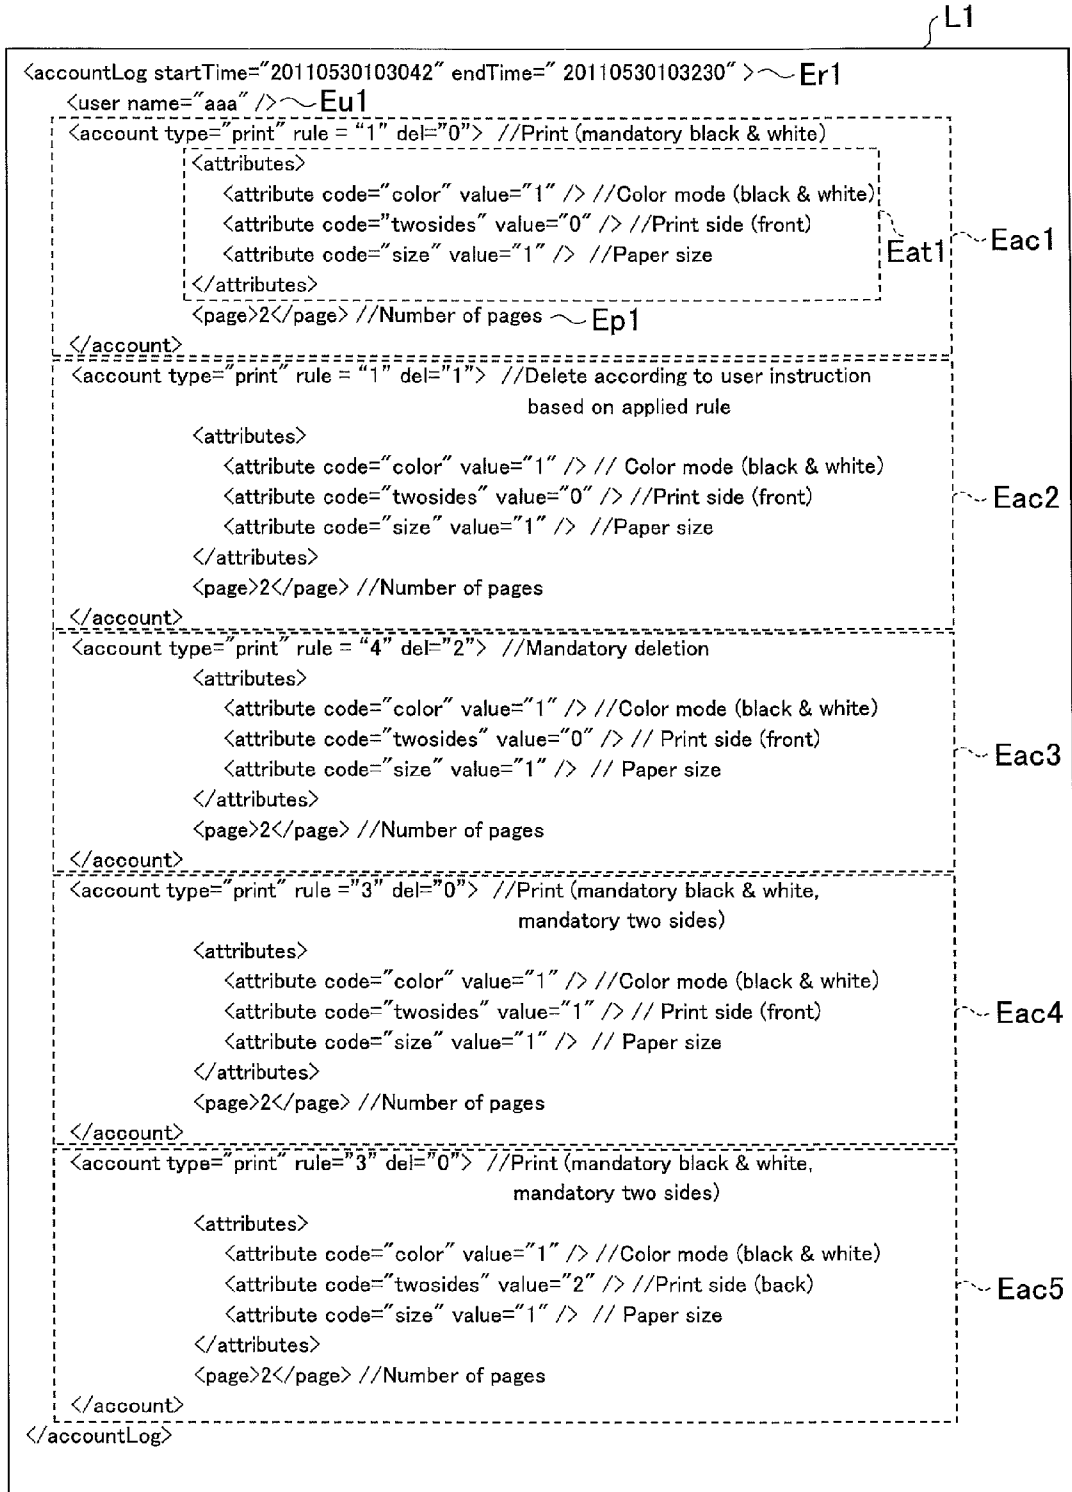 L1
<accountLog startTime="20110530103042" endTime=" 20110530103230" > Er1
<user name="aaa" /> Eu1
<account type="print" rule = "1" del="0"> //Print (mandatory black & white)
<attributes>
<attribute code="color" value="1" /> //Color mode (black & white)
<attribute code="twosides" value="0" /> //Print side (front)
<attribute code="size" value="1" /> //Paper size
</attributes>
Eat1
Eac1
<page>2</page> //Number of pages Ep1
</account>
<account type="print" rule = "1" del="1"> //Delete according to user instruction
based on applied rule
<attributes>
<attribute code="color" value="1" /> // Color mode (black & white)
<attribute code="twosides" value="0" /> //Print side (front)
<attribute code="size" value="1" /> //Paper size
</attributes>
<page>2</page> //Number of pages
</account>
Eac2
<account type="print" rule = "4" del="2"> //Mandatory deletion
<attributes>
<attribute code="color" value="1" /> //Color mode (black & white)
<attribute code="twosides" value="0" /> // Print side (front)
<attribute code="size" value="1" /> // Paper size
</attributes>
<page>2</page> //Number of pages
</account>
Eac3
<account type="print" rule ="3" del="0"> //Print (mandatory black & white,
mandatory two sides)
<attributes>
<attribute code="color" value="1" /> //Color mode (black & white)
<attribute code="twosides" value="1" /> // Print side (front)
<attribute code="size" value="1" /> // Paper size
</attributes>
<page>2</page> //Number of pages
</account>
Eac4
<account type="print" rule="3" del="0"> //Print (mandatory black & white,
mandatory two sides)
<attributes>
<attribute code="color" value="1" /> //Color mode (black & white)
<attribute code="twosides" value="2" /> //Print side (back)
<attribute code="size" value="1" /> // Paper size
</attributes>
<page>2</page> //Number of pages
</account>
Eac5
</accountLog>